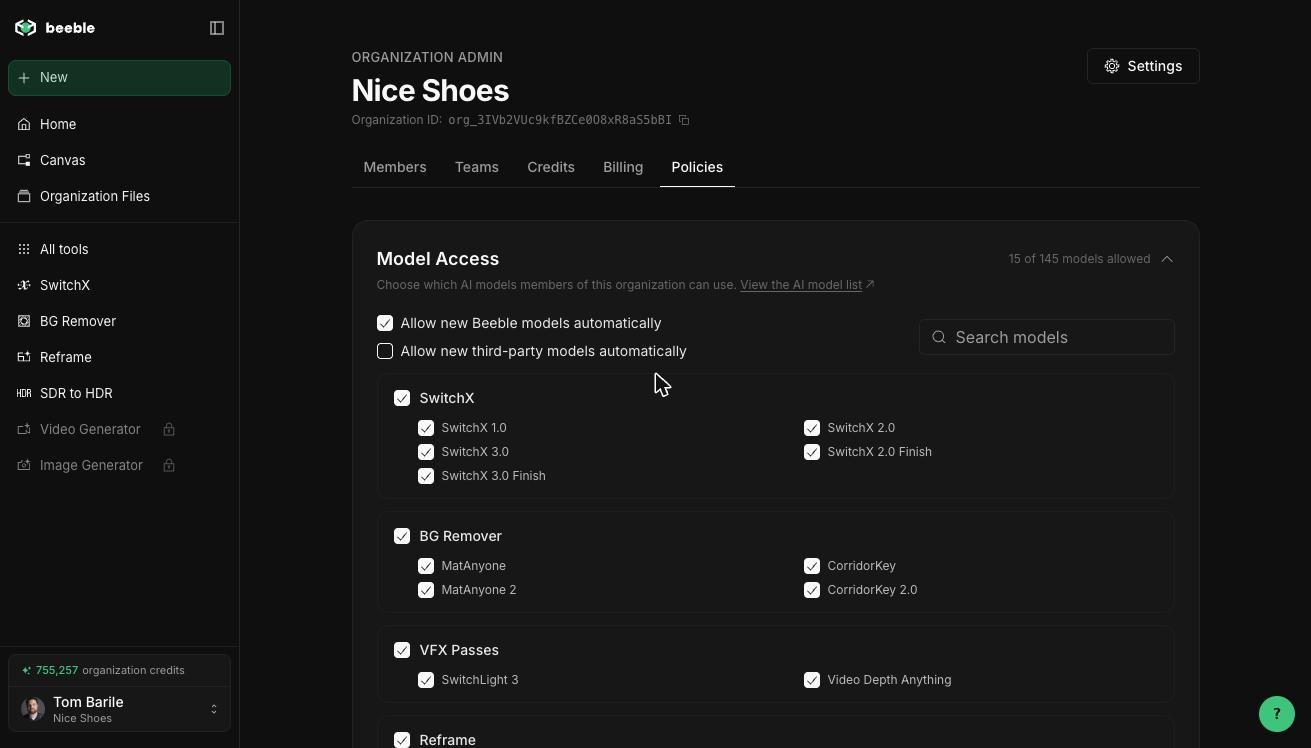 beeble
New
Home
Canvas
Organization Files
All tools
SwitchX
BG Remover
Reframe
HDR SDR to HDR
Video Generator
Image Generator
755,257 organization credits
Tom Barile
Nice Shoes
ORGANIZATION ADMIN
Settings
Nice Shoes
Organization ID: org_3IVb2VUc9kfBZCe0O8xR8aS5bBI
Members Teams Credits Billing Policies
Model Access
15 of 145 models allowed
Choose which AI models members of this organization can use. View the AI model list
Allow new Beeble models automatically
Allow new third-party models automatically
Search models
SwitchX
SwitchX 1.0 SwitchX 2.0
SwitchX 3.0 SwitchX 2.0 Finish
SwitchX 3.0 Finish
BG Remover
MatAnyone CorridorKey
MatAnyone 2 CorridorKey 2.0
VFX Passes
SwitchLight 3 Video Depth Anything
Reframe
?